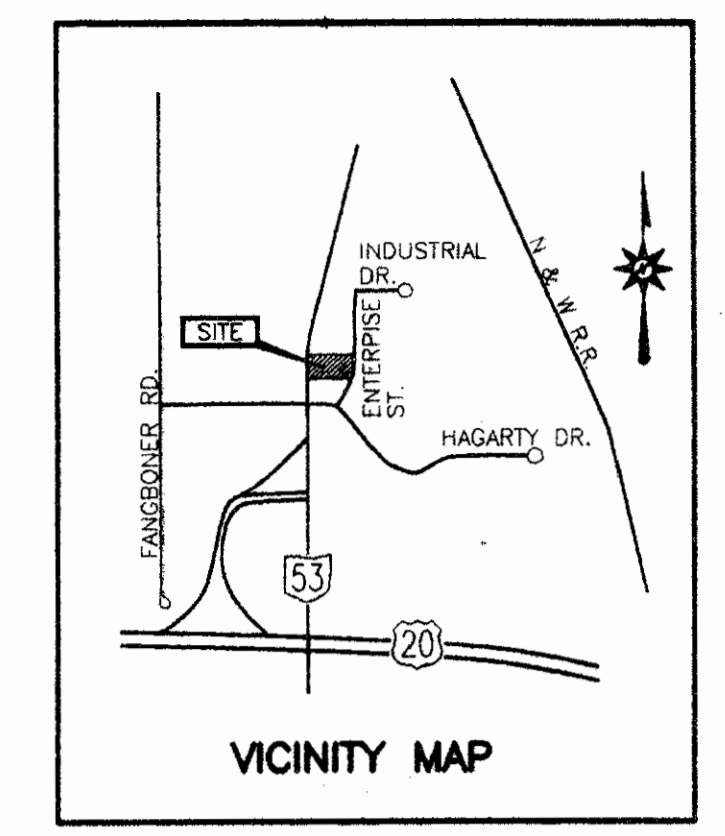 INDUSTRIAL
DR.
N & W R.R.
N
SITE
ENTERPISE
ST.
FANGBONER RD.
HAGARTY DR.
53
20
VICINITY MAP